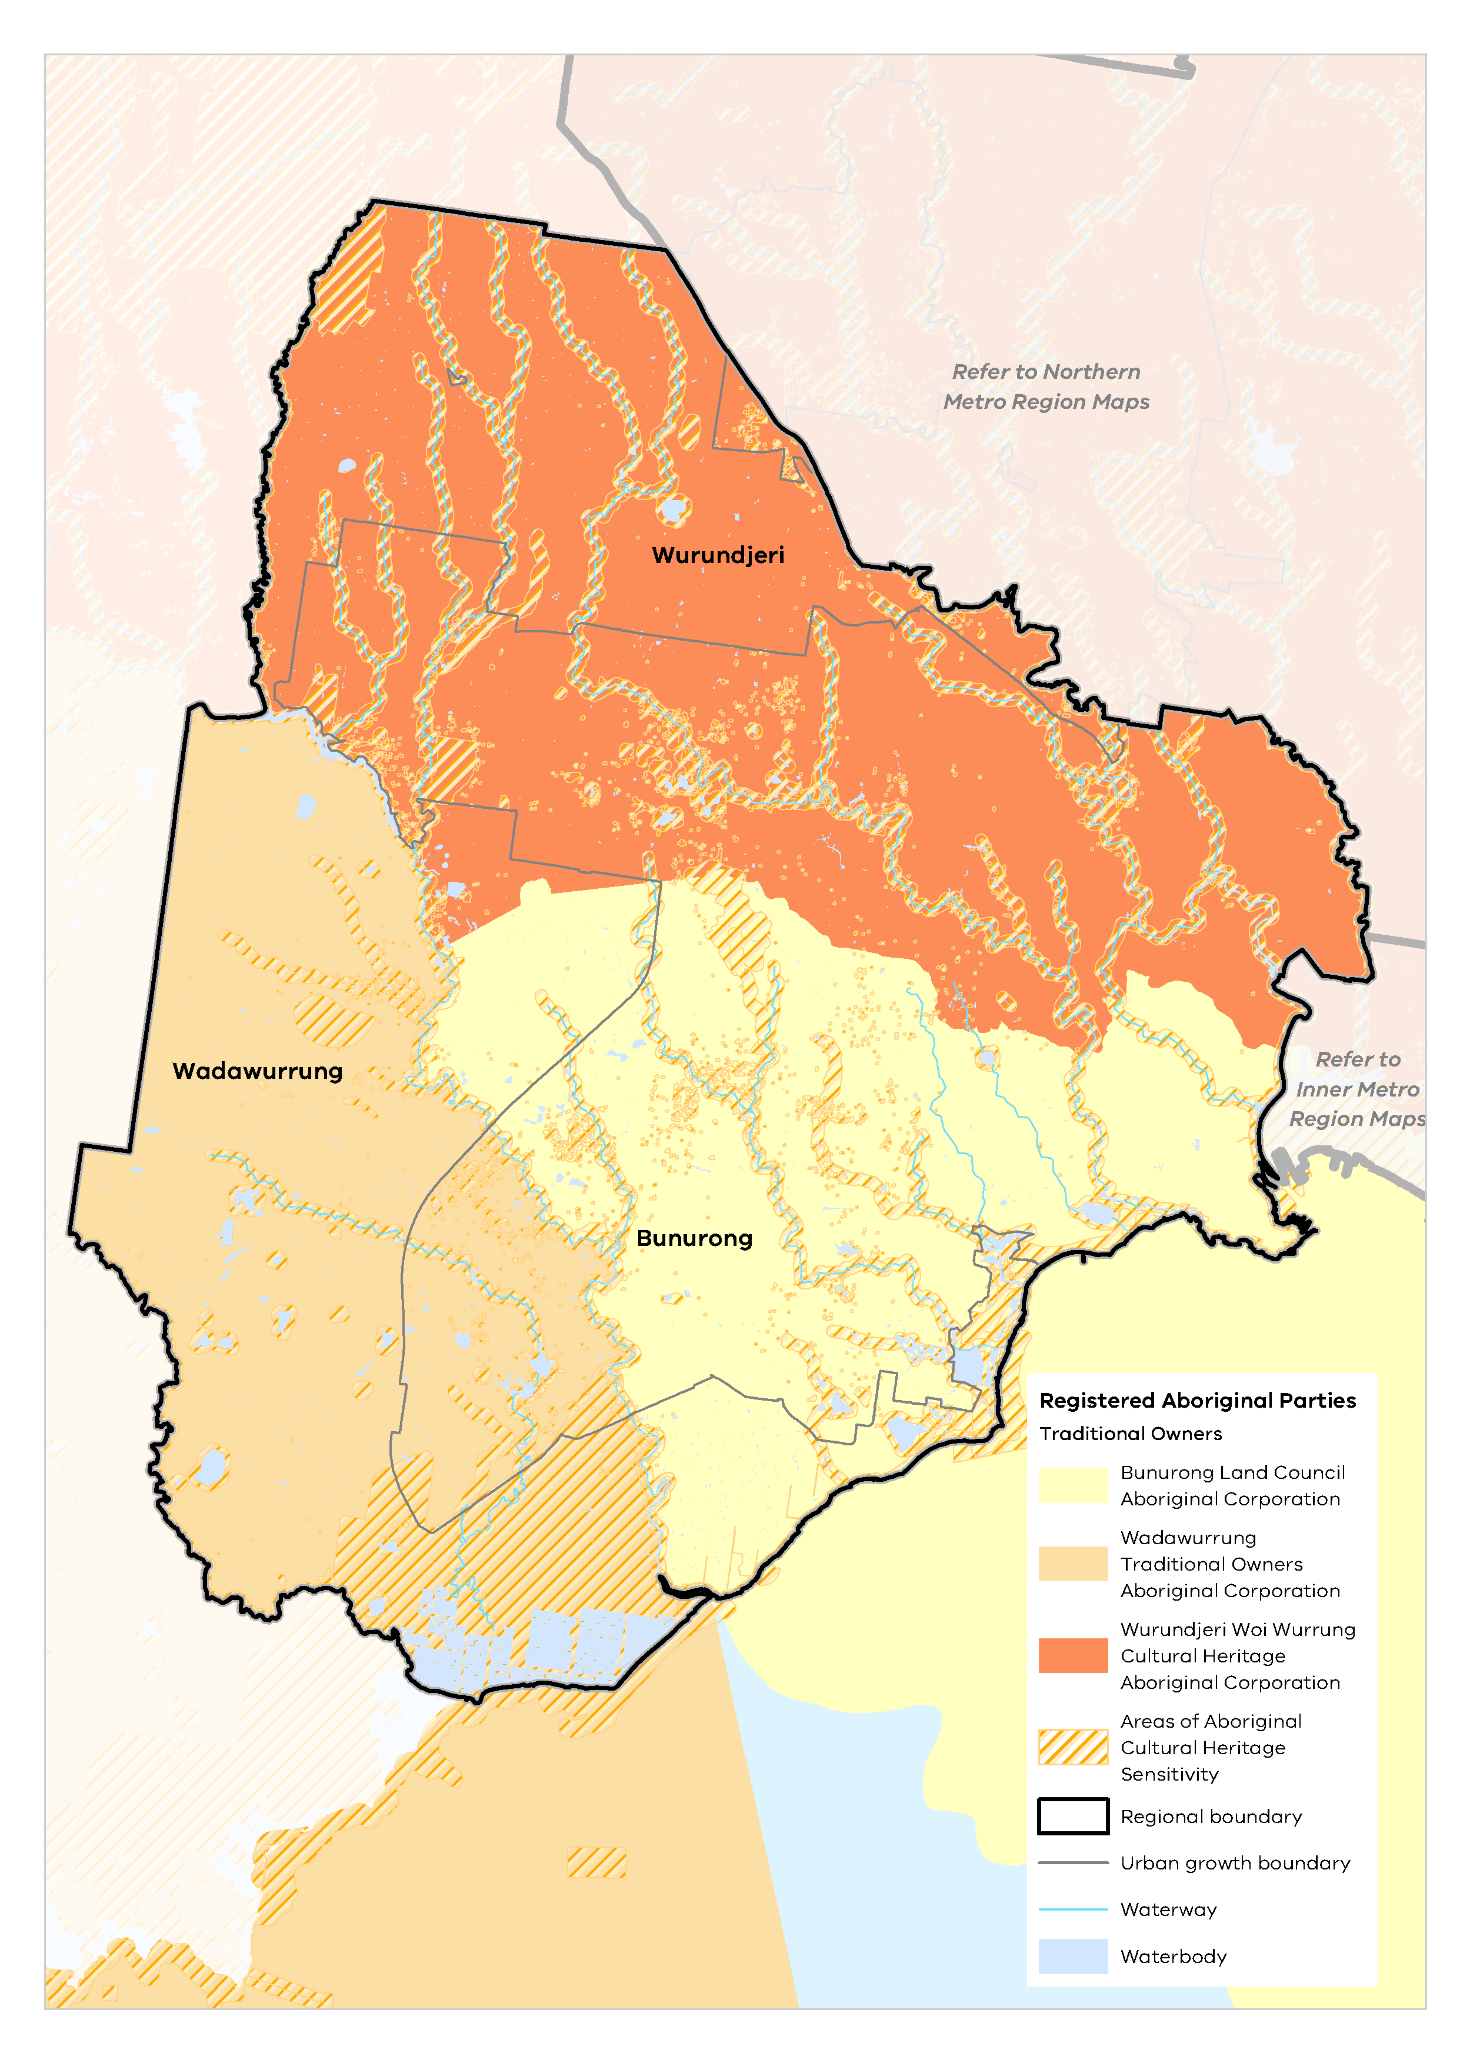 Refer to Northern
Metro Region Maps
Wurundjeri
Refer to
Inner Metro
Region Maps
Wadawurrung
Bunurong
Registered Aboriginal Parties
Traditional Owners
Bunurong Land Council
Aboriginal Corporation
Wadawurrung
Traditional Owners
Aboriginal Corporation
Wurundjeri Woi Wurrung
Cultural Heritage
Aboriginal Corporation
Areas of Aboriginal
Cultural Heritage
Sensitivity
Regional boundary
Urban growth boundary
Waterway
Waterbody